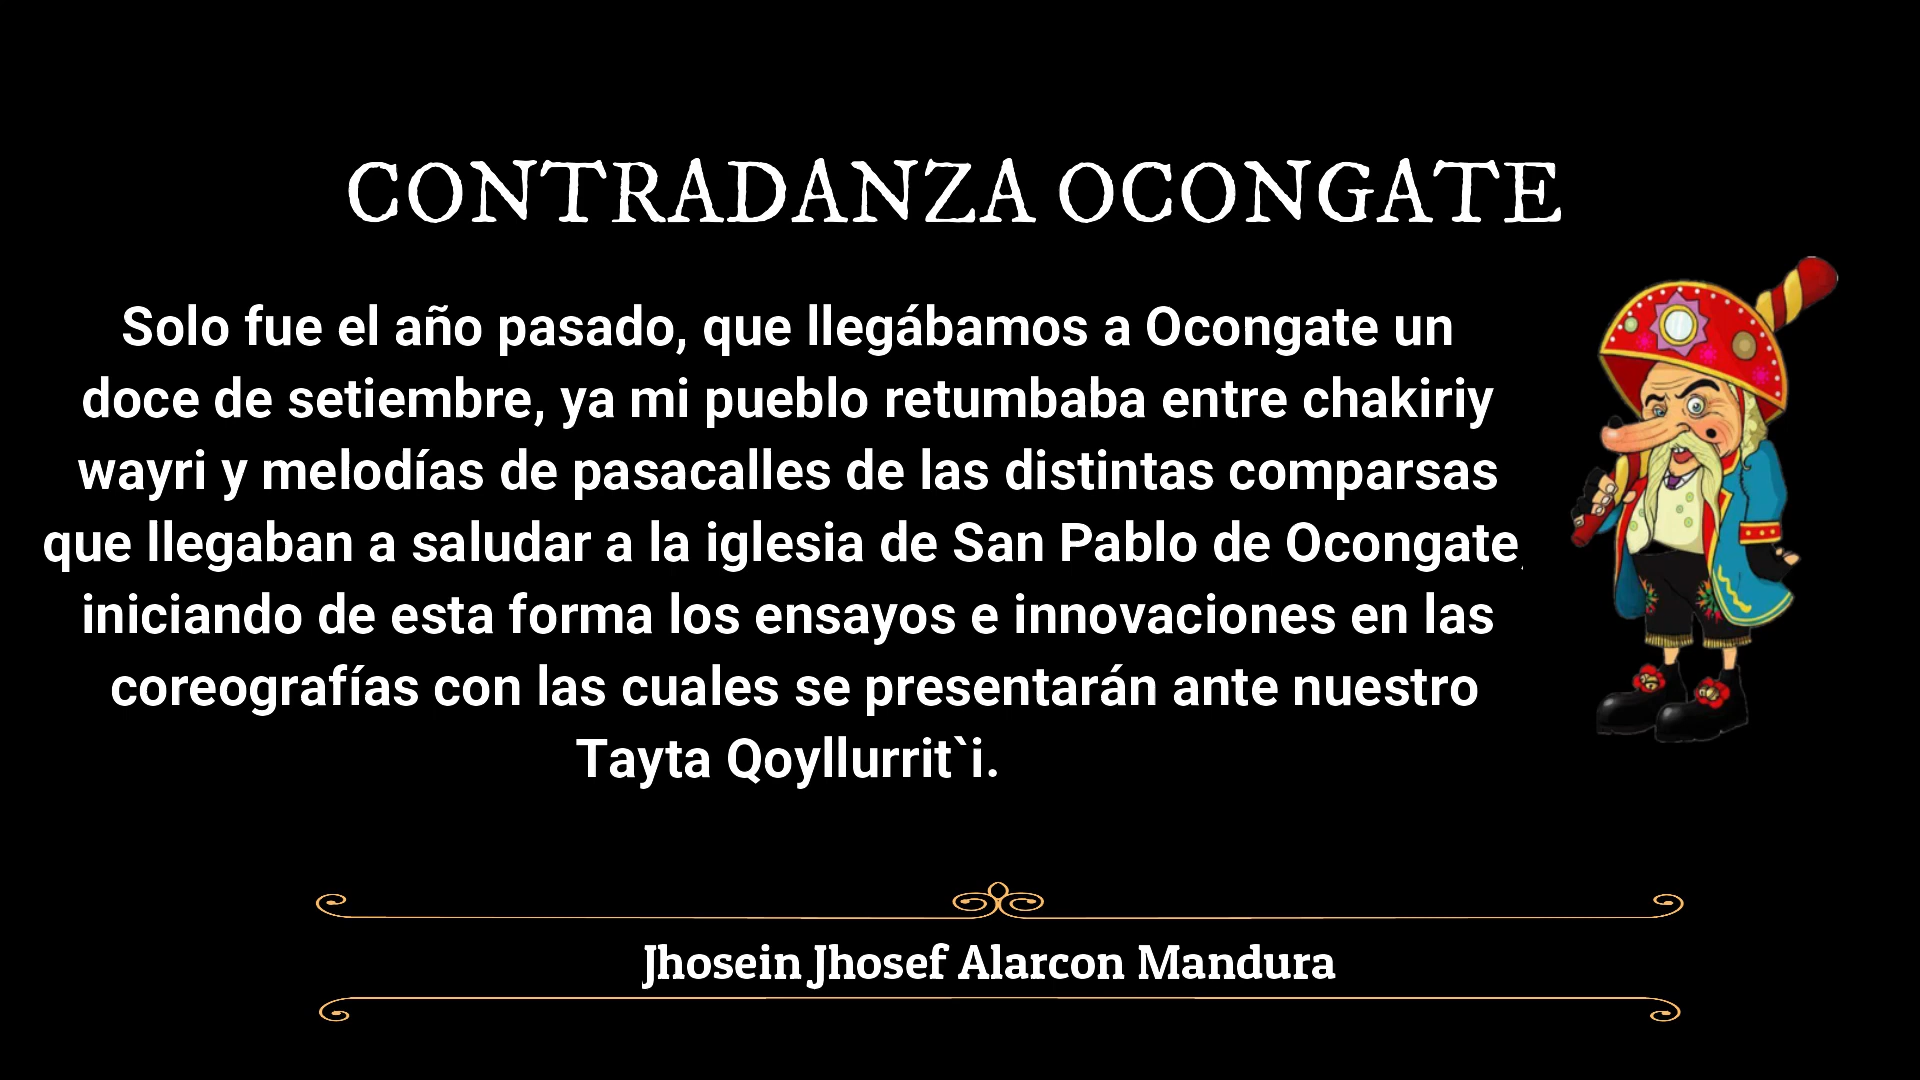 CONTRADANZA OCONGATE
Solo fue el año pasado, que llegábamos a Ocongate un
doce de setiembre, ya mi pueblo retumbaba entre chakiriy
wayri y melodías de pasacalles de las distintas comparsas
que llegaban a saludar a la iglesia de San Pablo de Ocongate,
iniciando de esta forma los ensayos e innovaciones en las
coreografías con las cuales se presentarán ante nuestro
Tayta Qoyllurrit`i.
Jhosein Jhosef Alarcon Mandura